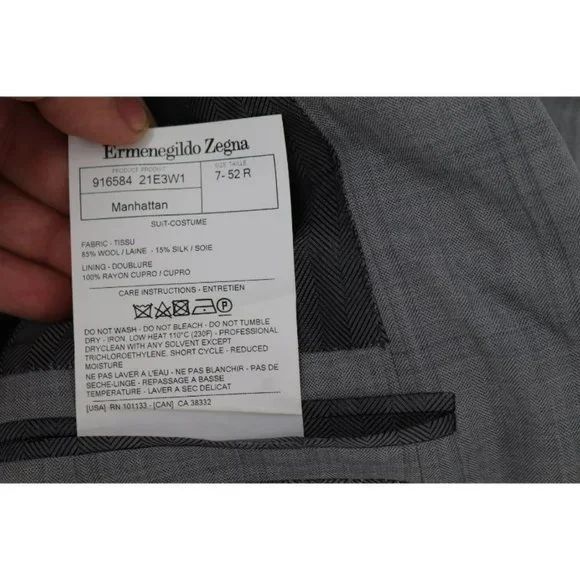 Ermenegildo Zegna
PRODUCT PRODUIT
SIZE TAILLE
916584 21E3W1
7- 52 R
Manhattan
SUIT-COSTUME
FABRIC - TISSU
85% WOOL / LAINE - 15% SILK / SOIE
LINING - DOUBLURE
100% RAYON CUPRO / CUPRO
CARE INSTRUCTIONS - ENTRETIEN
P
DO NOT WASH - DO NOT BLEACH - DO NOT TUMBLE
DRY - IRON, LOW HEAT 110°C (230F) - PROFESSIONAL
DRYCLEAN WITH ANY SOLVENT EXCEPT
TRICHLOROETHYLENE. SHORT CYCLE - REDUCED
MOISTURE
NE PAS LAVER A L'EAU - NE PAS BLANCHIR - PAS DE
SECHE-LINGE - REPASSAGE A BASSE
TEMPERATURE - LAVER A SEC DELICAT
[USA] RN 101133 - [CAN] CA 38332